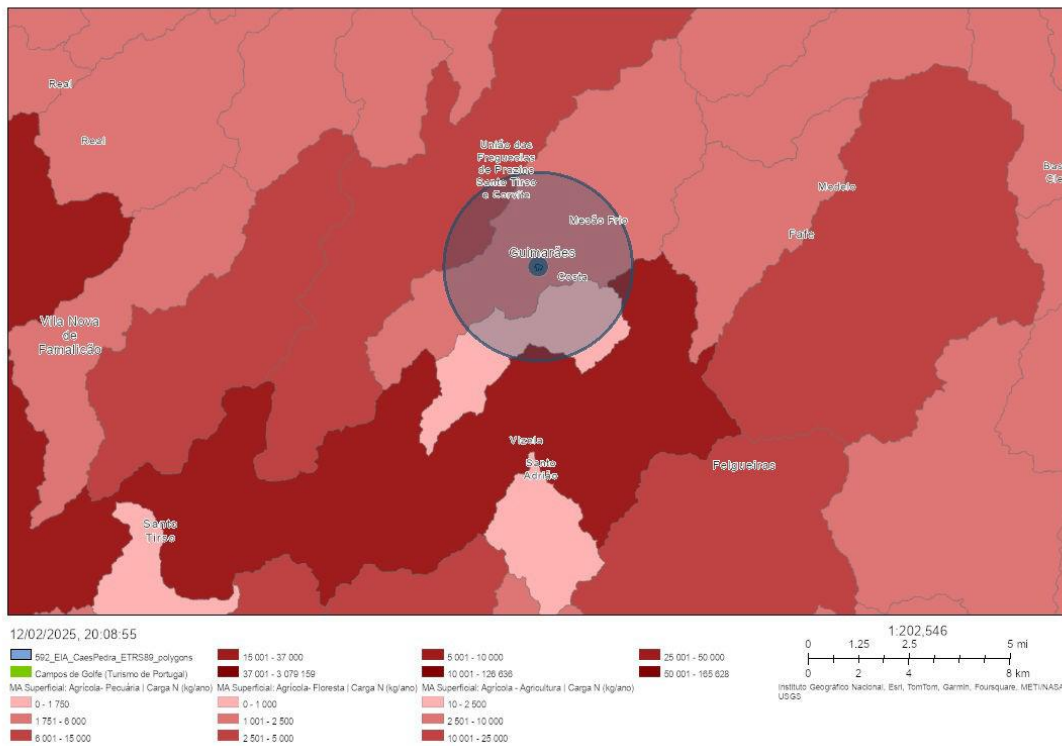 Real
Real
União das
Freguesias
de Prazins
Santo Tirso
e Corvite
Mesão Frio
Guimarães
Costa
Medelo
Fafe
Vila Nova
de
Famalicão
Vizela
Santo
Adrião
Felgueiras
Santo
Tirso
12/02/2025, 20:08:55
1:202,546
592_EIA_CaesPedra_ETRS89_polygons
Campos de Golfe (Turismo de Portugal)
MA Superficial: Agrícola- Pecuária | Carga N (kg/ano)
0 - 1 750
1 751 - 6 000
6 001 - 15 000
15 001 - 37 000
37 001 - 3 079 159
MA Superficial: Agrícola- Floresta | Carga N (kg/ano)
0 - 1 000
1 001 - 2 500
2 501 - 5 000
5 001 - 10 000
10 001 - 126 636
MA Superficial: Agrícola - Agricultura | Carga N (kg/ano)
10 - 2 500
2 501 - 10 000
10 001 - 25 000
25 001 - 50 000
50 001 - 165 628
0 1.25 2.5 5 mi
0 2 4 8 km
Instituto Geográfico Nacional, Esri, TomTom, Garmin, Foursquare, METI/NASA,
USGS